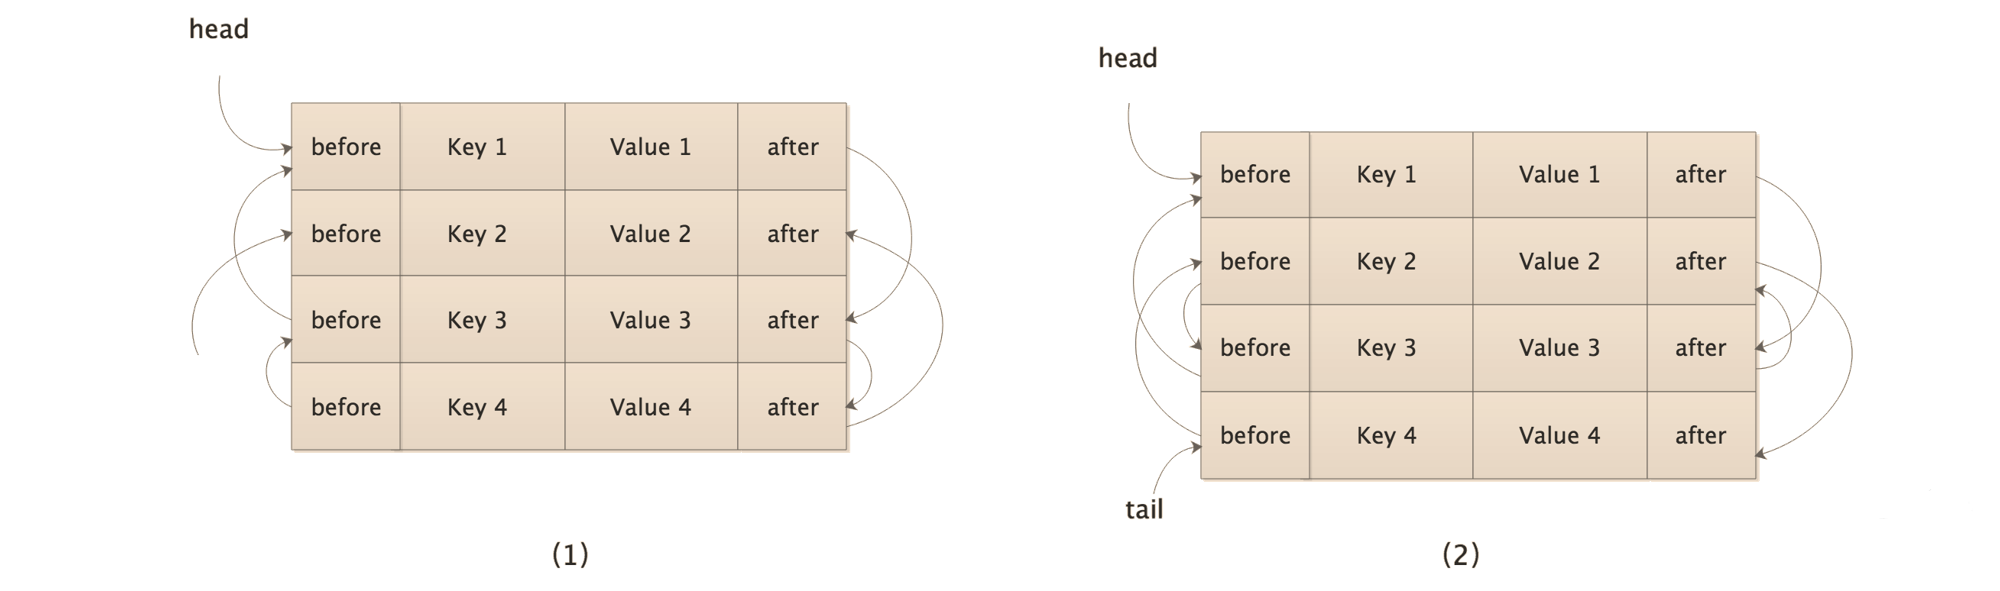 head
before Key 1 Value 1 after
before Key 2 Value 2 after
before Key 3 Value 3 after
before Key 4 Value 4 after
(1)
head
before Key 1 Value 1 after
before Key 2 Value 2 after
before Key 3 Value 3 after
before Key 4 Value 4 after
tail
(2)